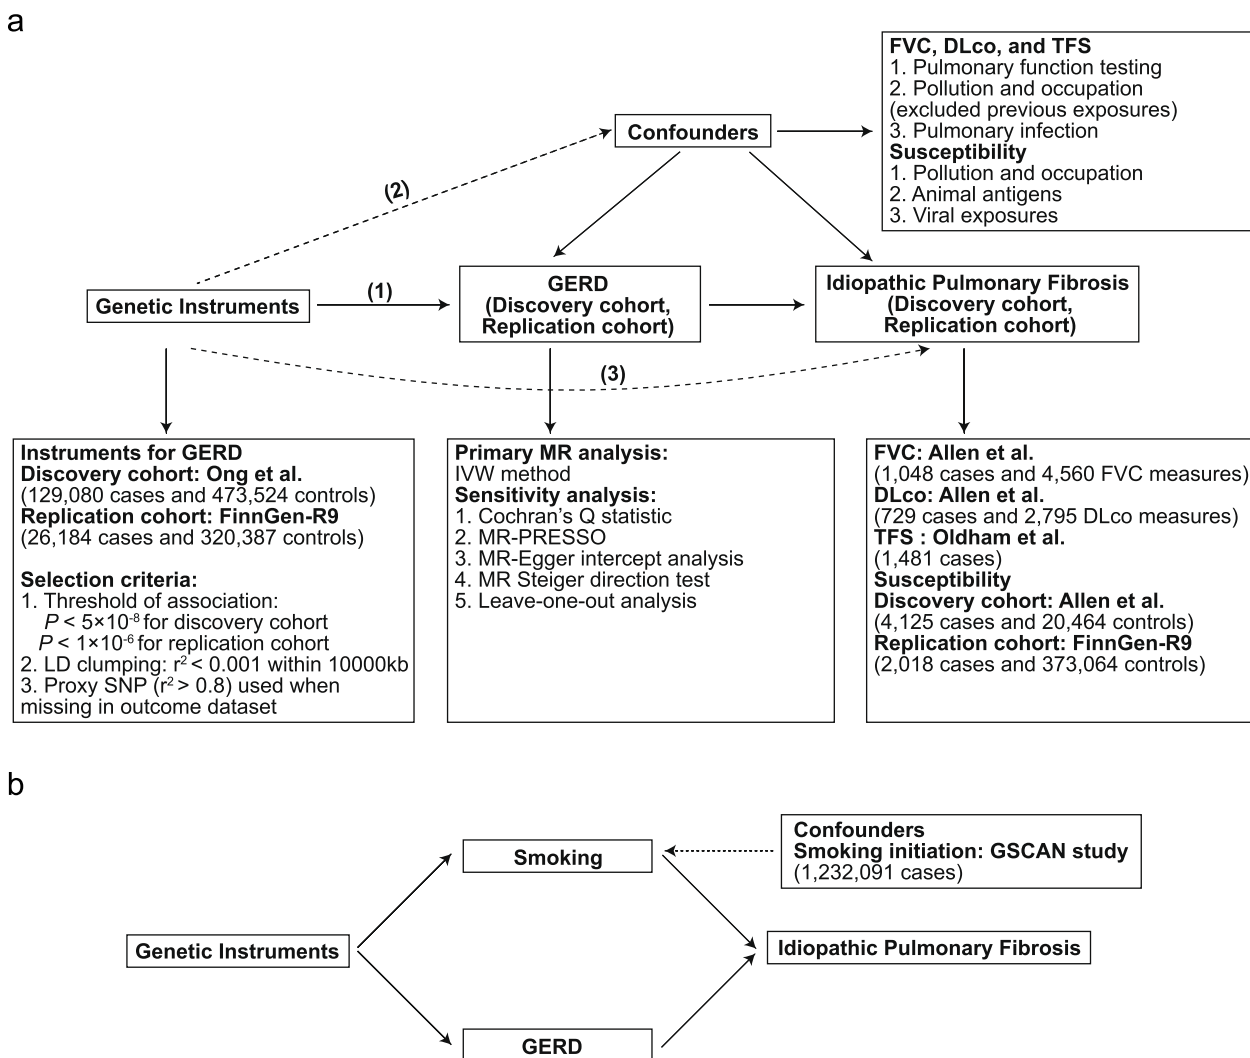 a
FVC, DLco, and TFS
1. Pulmonary function testing
2. Pollution and occupation
(excluded previous exposures)
3. Pulmonary infection
Susceptibility
1. Pollution and occupation
2. Animal antigens
3. Viral exposures
Confounders
(2)
Genetic Instruments
(1)
GERD
(Discovery cohort,
Replication cohort)
Idiopathic Pulmonary Fibrosis
(Discovery cohort,
Replication cohort)
(3)
Instruments for GERD
Discovery cohort: Ong et al.
(129,080 cases and 473,524 controls)
Replication cohort: FinnGen-R9
(26,184 cases and 320,387 controls)
Selection criteria:
1. Threshold of association:
P < 5×10⁻⁸ for discovery cohort
P < 1×10⁻⁶ for replication cohort
2. LD clumping: r² < 0.001 within 10000kb
3. Proxy SNP (r² > 0.8) used when
missing in outcome dataset
Primary MR analysis:
IVW method
Sensitivity analysis:
1. Cochran's Q statistic
2. MR-PRESSO
3. MR-Egger intercept analysis
4. MR Steiger direction test
5. Leave-one-out analysis
FVC: Allen et al.
(1,048 cases and 4,560 FVC measures)
DLco: Allen et al.
(729 cases and 2,795 DLco measures)
TFS : Oldham et al.
(1,481 cases)
Susceptibility
Discovery cohort: Allen et al.
(4,125 cases and 20,464 controls)
Replication cohort: FinnGen-R9
(2,018 cases and 373,064 controls)
b
Smoking
Confounders
Smoking initiation: GSCAN study
(1,232,091 cases)
Genetic Instruments
Idiopathic Pulmonary Fibrosis
GERD